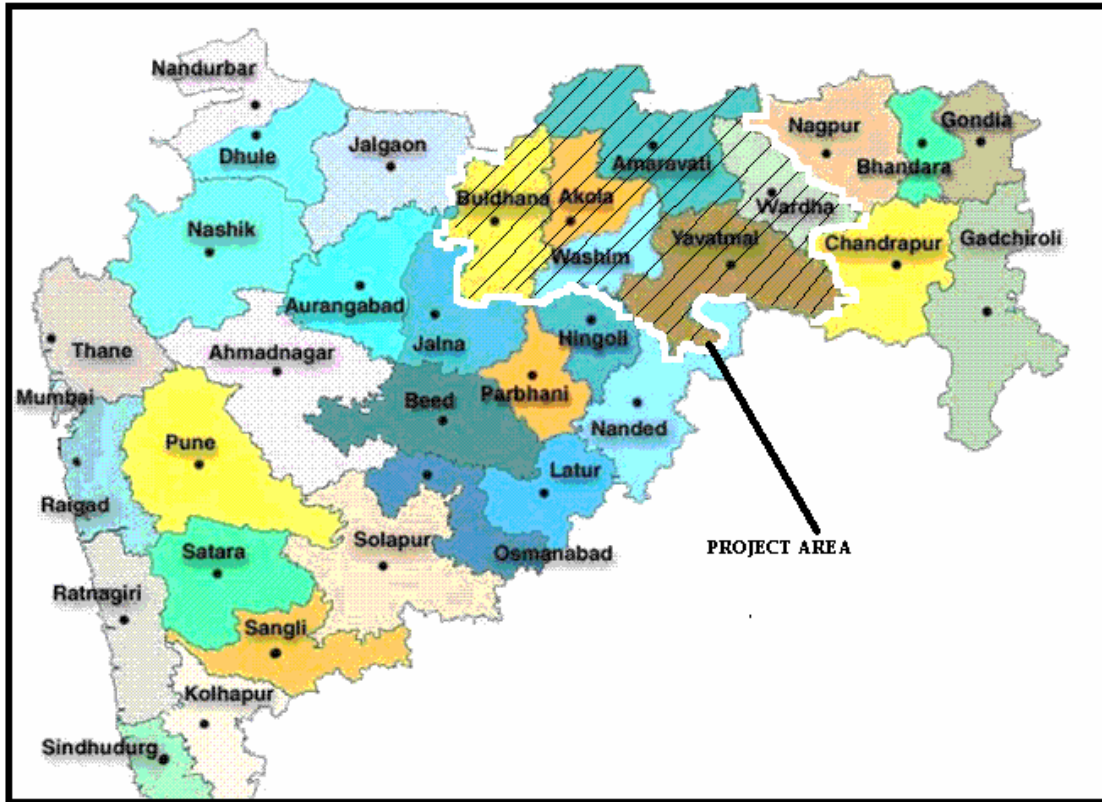 Nandurbar
Dhule
Jalgaon
Nashik
Buldhana
Akola
Amaravati
Washim
Yavatmal
Wardha
Nagpur
Bhandara
Gondia
Chandrapur
Gadchiroli
Aurangabad
Jalna
Hingoli
Parbhani
Nanded
Thane
Ahmadnagar
Mumbai
Beed
Pune
Raigad
Latur
Solapur
Osmanabad
PROJECT AREA
Satara
Ratnagiri
Sangli
Kolhapur
Sindhudurg